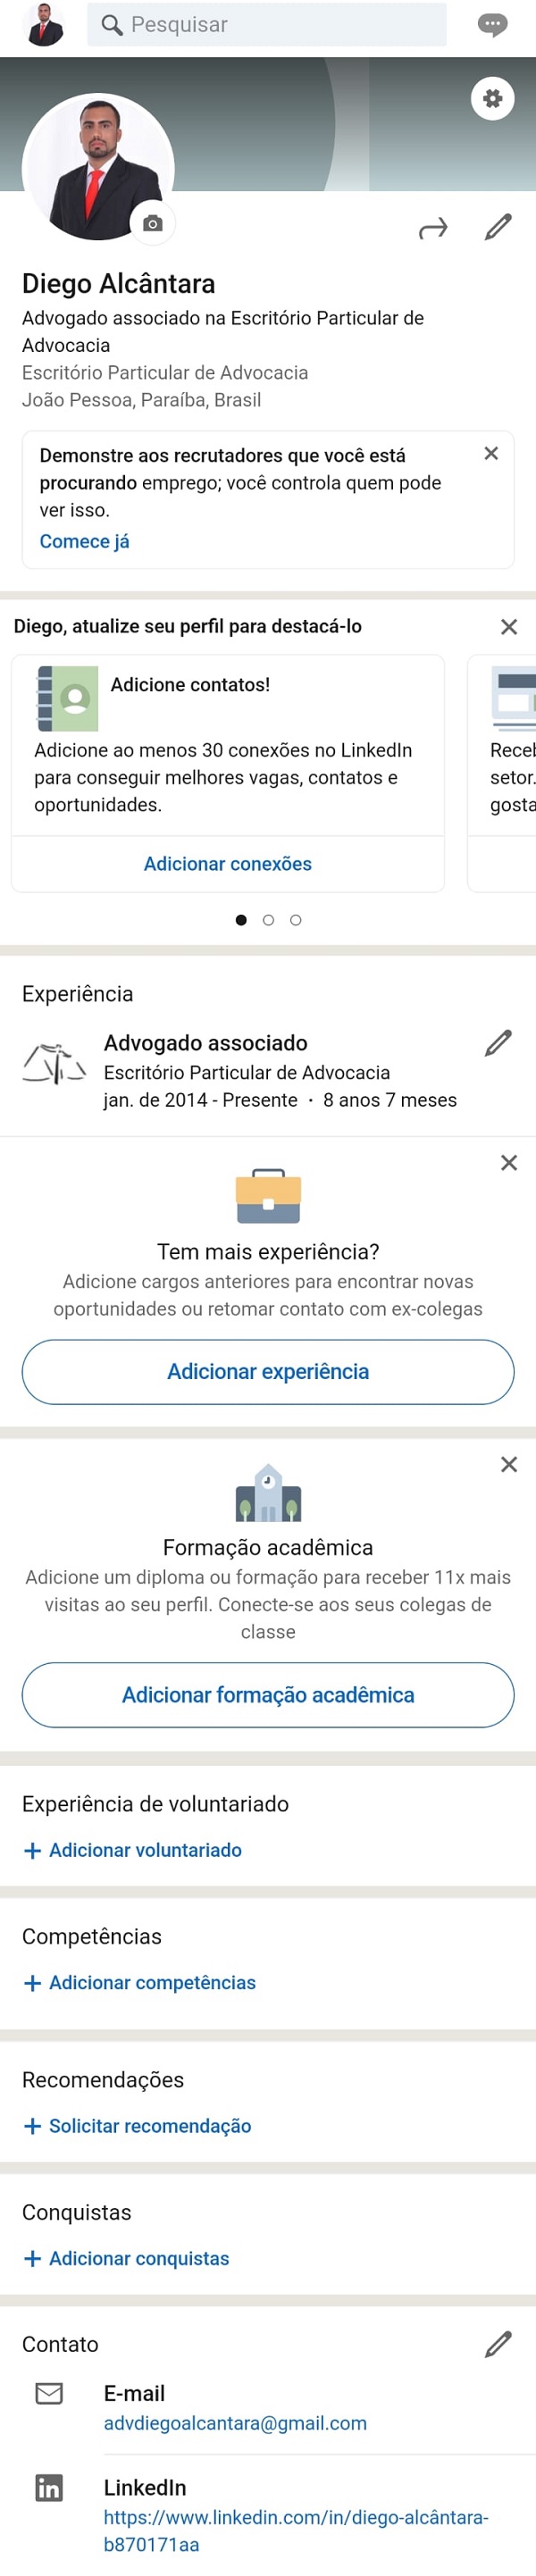 Pesquisar
Diego Alcântara
Advogado associado na Escritório Particular de
Advocacia
Escritório Particular de Advocacia
João Pessoa, Paraíba, Brasil
Demonstre aos recrutadores que você está
procurando emprego; você controla quem pode
ver isso.
Comece já
Diego, atualize seu perfil para destacá-lo
Adicione contatos!
Adicione ao menos 30 conexões no LinkedIn
para conseguir melhores vagas, contatos e
oportunidades.
Adicionar conexões
Receb
setor.
gosta
Experiência
Advogado associado
Escritório Particular de Advocacia
jan. de 2014 - Presente · 8 anos 7 meses
Tem mais experiência?
Adicione cargos anteriores para encontrar novas
oportunidades ou retomar contato com ex-colegas
Adicionar experiência
Formação acadêmica
Adicione um diploma ou formação para receber 11x mais
visitas ao seu perfil. Conecte-se aos seus colegas de
classe
Adicionar formação acadêmica
Experiência de voluntariado
+ Adicionar voluntariado
Competências
+ Adicionar competências
Recomendações
+ Solicitar recomendação
Conquistas
+ Adicionar conquistas
Contato
E-mail
advdiegoalcantara@gmail.com
in
LinkedIn
https://www.linkedin.com/in/diego-alcântara-
b870171aa